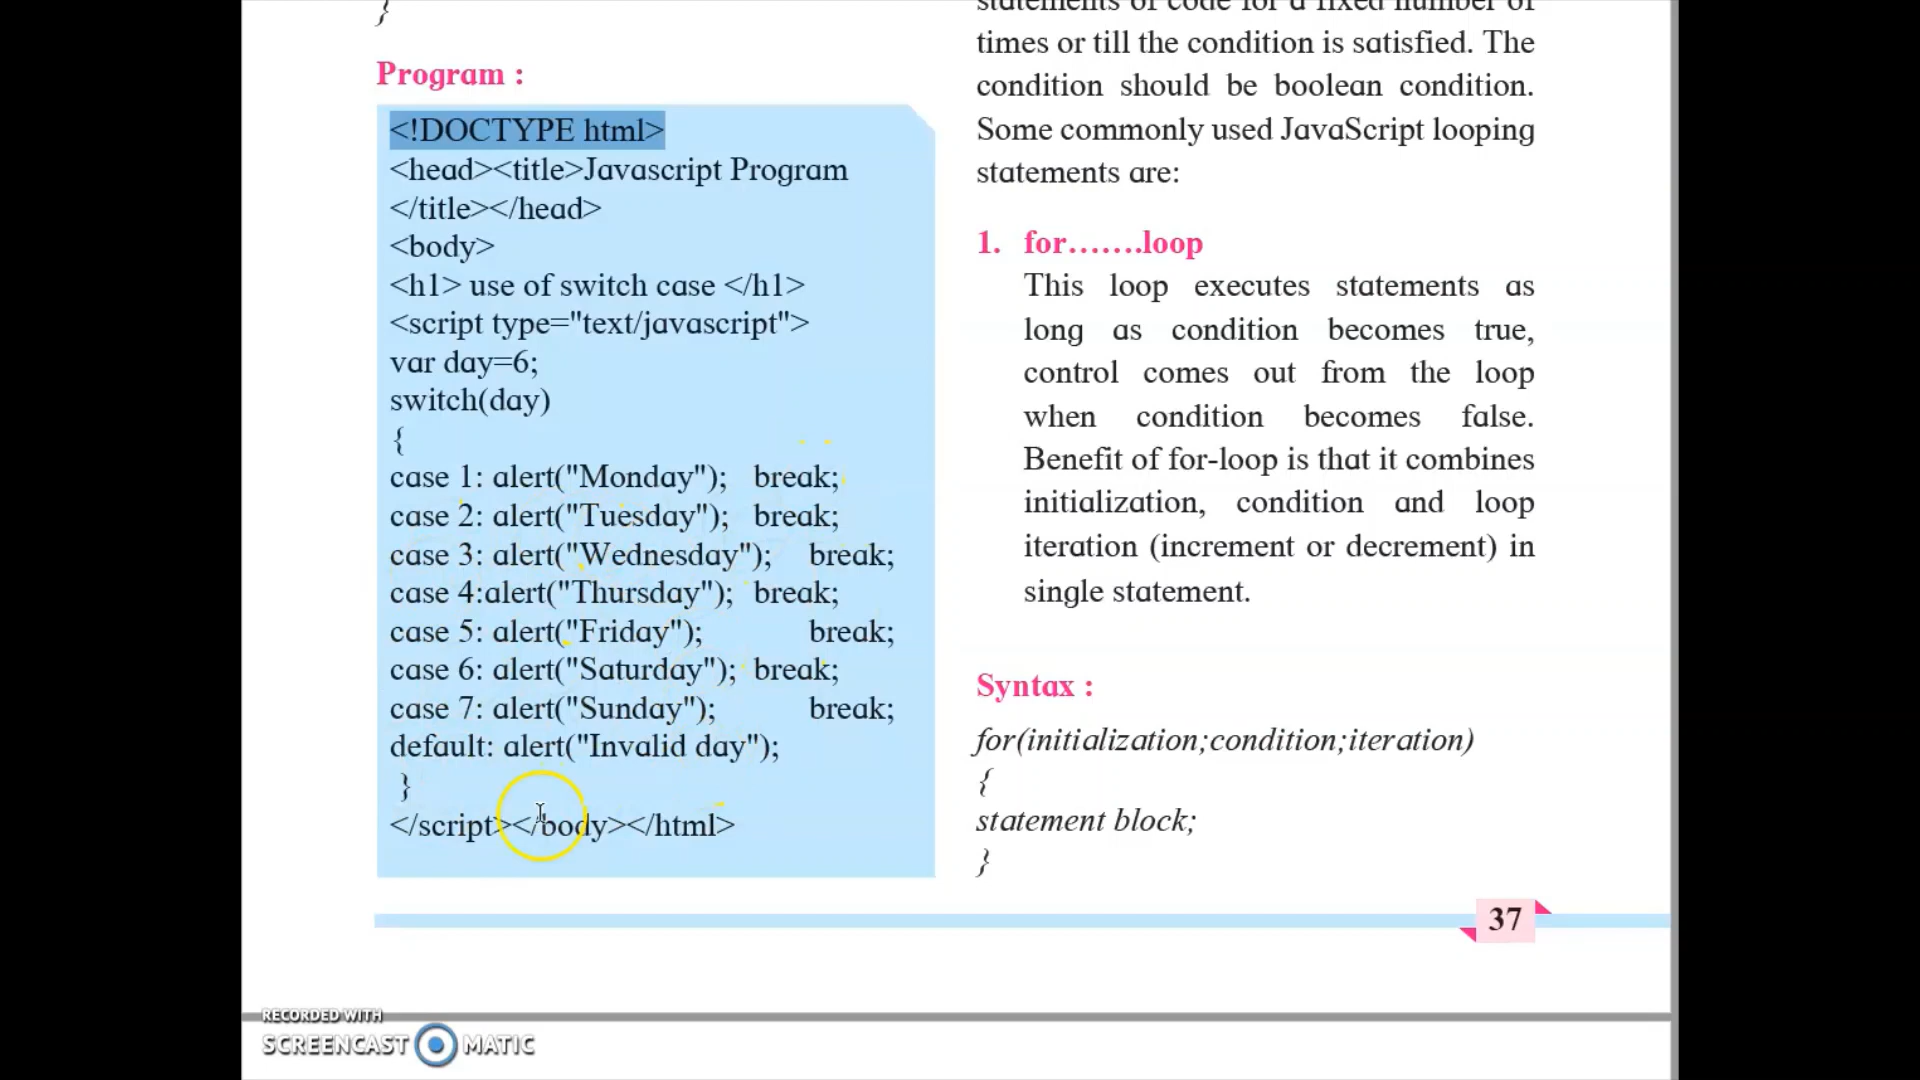 }
Program :
<!DOCTYPE html>
<head><title>Javascript Program
</title></head>
<body>
<h1> use of switch case </h1>
<script type="text/javascript">
var day=6;
switch(day)
{
case 1: alert("Monday"); break;
case 2: alert("Tuesday"); break;
case 3: alert("Wednesday"); break;
case 4:alert("Thursday"); break;
case 5: alert("Friday"); break;
case 6: alert("Saturday"); break;
case 7: alert("Sunday"); break;
default: alert("Invalid day");
}
</script></body></html>
statements of code for a fixed number of
times or till the condition is satisfied. The
condition should be boolean condition.
Some commonly used JavaScript looping
statements are:
1. for…….loop
This loop executes statements as
long as condition becomes true,
control comes out from the loop
when condition becomes false.
Benefit of for-loop is that it combines
initialization, condition and loop
iteration (increment or decrement) in
single statement.
Syntax :
for(initialization;condition;iteration)
{
statement block;
}
37
RECORDED WITH
SCREENCAST MATIC